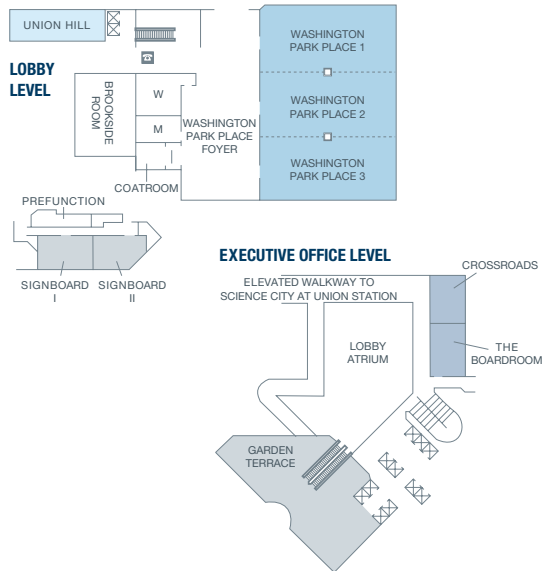 UNION HILL
LOBBY
LEVEL
WASHINGTON
PARK PLACE 1
BROOKSIDE
ROOM
W
M
WASHINGTON
PARK PLACE
FOYER
WASHINGTON
PARK PLACE 2
WASHINGTON
PARK PLACE 3
COATROOM
PREFUNCTION
SIGNBOARD
I
SIGNBOARD
II
EXECUTIVE OFFICE LEVEL
CROSSROADS
ELEVATED WALKWAY TO
SCIENCE CITY AT UNION STATION
LOBBY
ATRIUM
THE
BOARDROOM
GARDEN
TERRACE